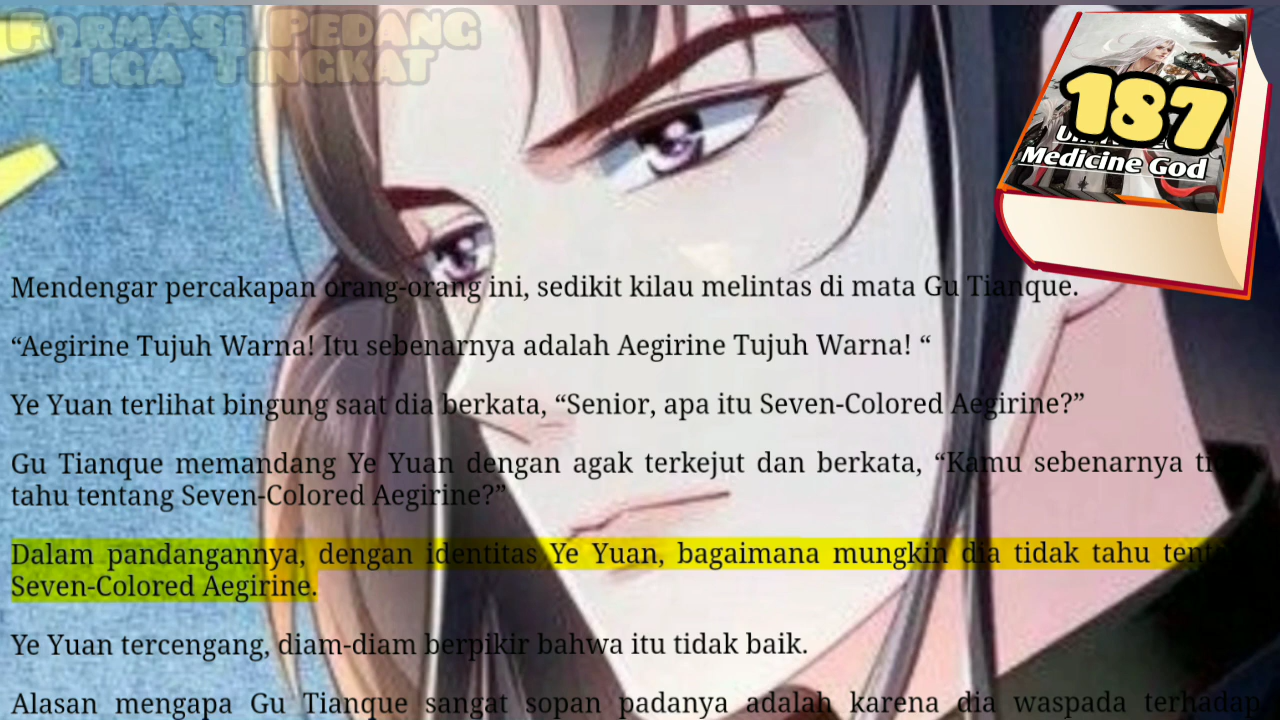 Formasi Pedang
Tiga Tingkat
187
Medicine God
Mendengar percakapan orang-orang ini, sedikit kilau melintas di mata Gu Tianque.
“Aegirine Tujuh Warna! Itu sebenarnya adalah Aegirine Tujuh Warna! “
Ye Yuan terlihat bingung saat dia berkata, “Senior, apa itu Seven-Colored Aegirine?”
Gu Tianque memandang Ye Yuan dengan agak terkejut dan berkata, “Kamu sebenarnya
tahu tentang Seven-Colored Aegirine?”
Dalam pandangannya, dengan identitas Ye Yuan, bagaimana mungkin dia tidak tahu
Seven-Colored Aegirine.
Ye Yuan tercengang, diam-diam berpikir bahwa itu tidak baik.
Alasan mengapa Gu Tianque sangat sopan padanya adalah karena dia waspada terhadap